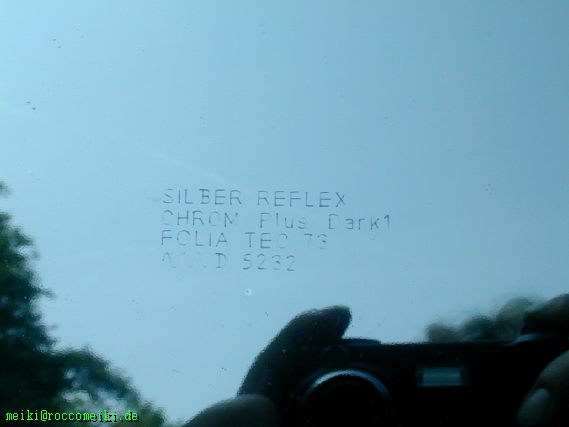 SILBER REFLEX
CHROM Plus Dark1
FOLIA TEC 73
D 5232
meiki@roccomeiki.de